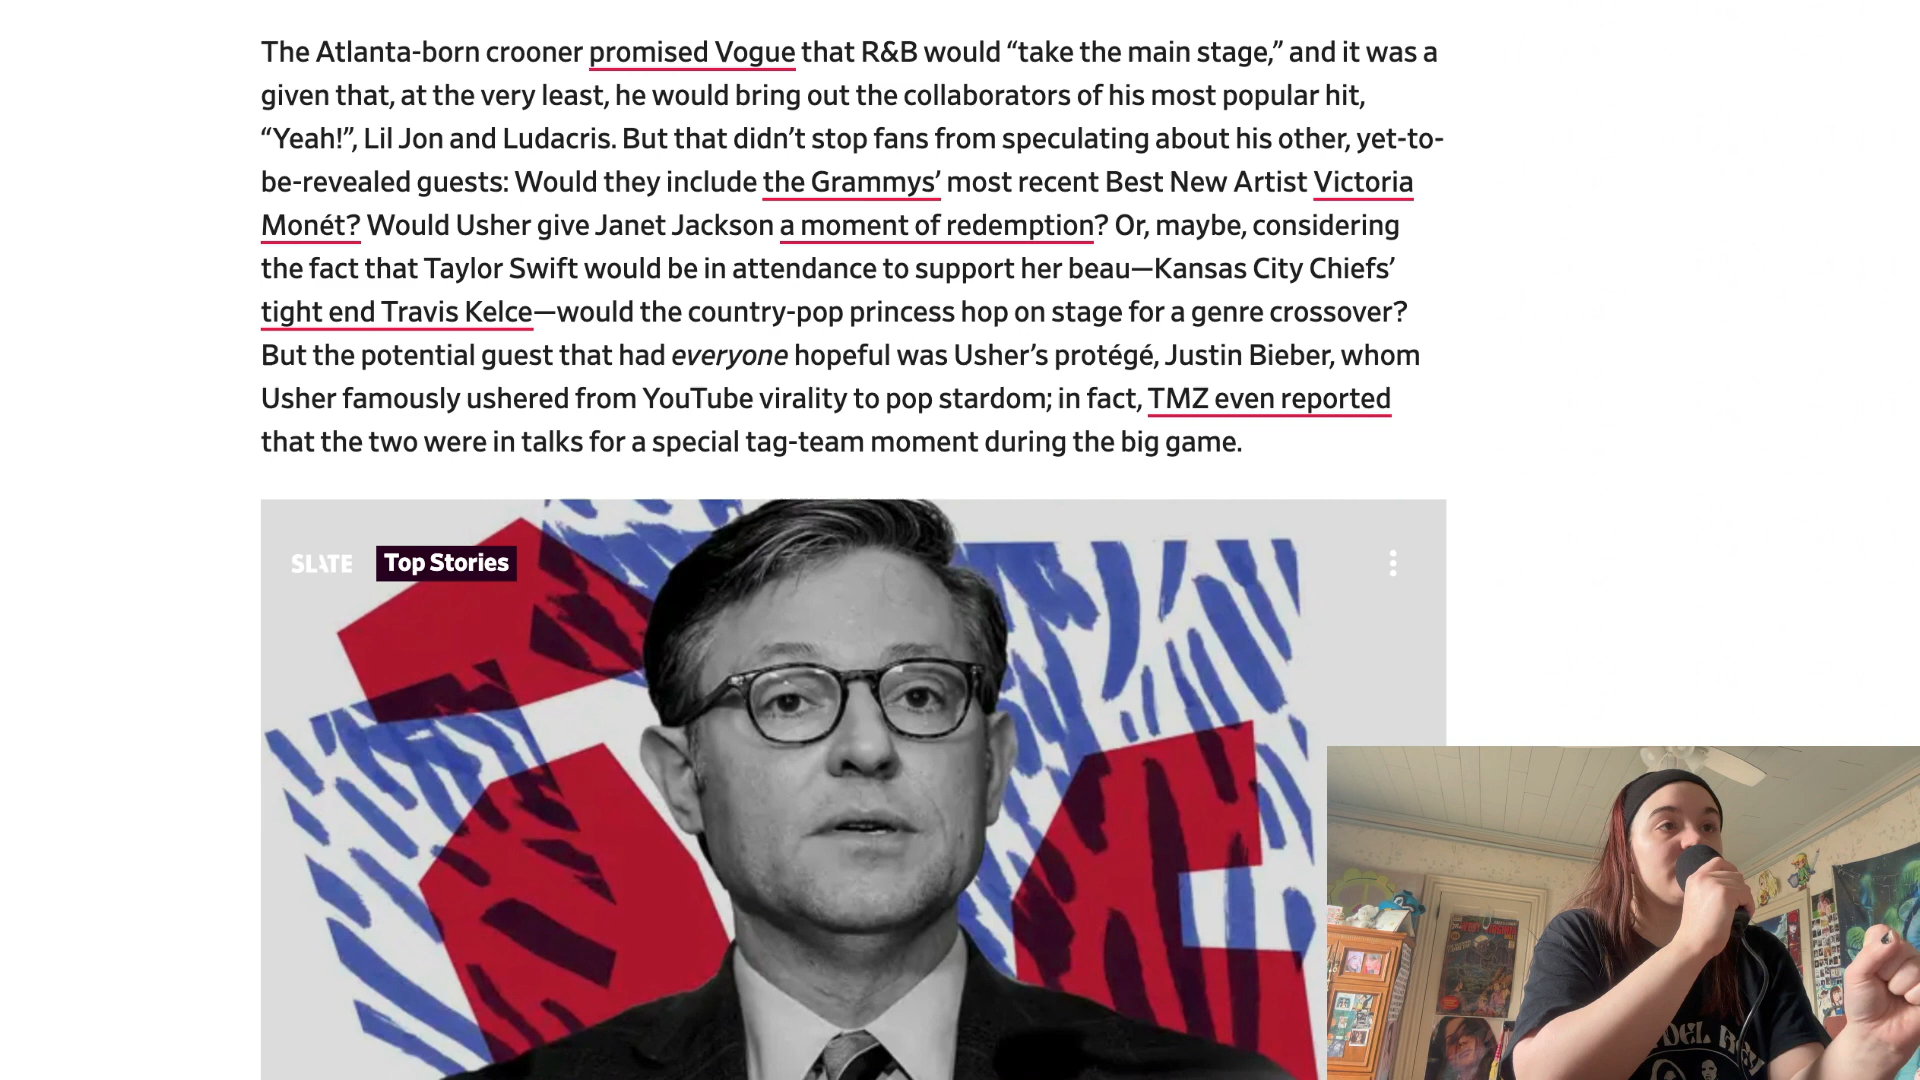 The Atlanta-born crooner promised Vogue that R&B would “take the main stage,” and it was a
given that, at the very least, he would bring out the collaborators of his most popular hit,
“Yeah!”, Lil Jon and Ludacris. But that didn’t stop fans from speculating about his other, yet-to-
be-revealed guests: Would they include the Grammys’ most recent Best New Artist Victoria
Monét? Would Usher give Janet Jackson a moment of redemption? Or, maybe, considering
the fact that Taylor Swift would be in attendance to support her beau—Kansas City Chiefs’
tight end Travis Kelce—would the country-pop princess hop on stage for a genre crossover?
But the potential guest that had everyone hopeful was Usher’s protégé, Justin Bieber, whom
Usher famously ushered from YouTube virality to pop stardom; in fact, TMZ even reported
that the two were in talks for a special tag-team moment during the big game.
SLATE Top Stories
DEL REY